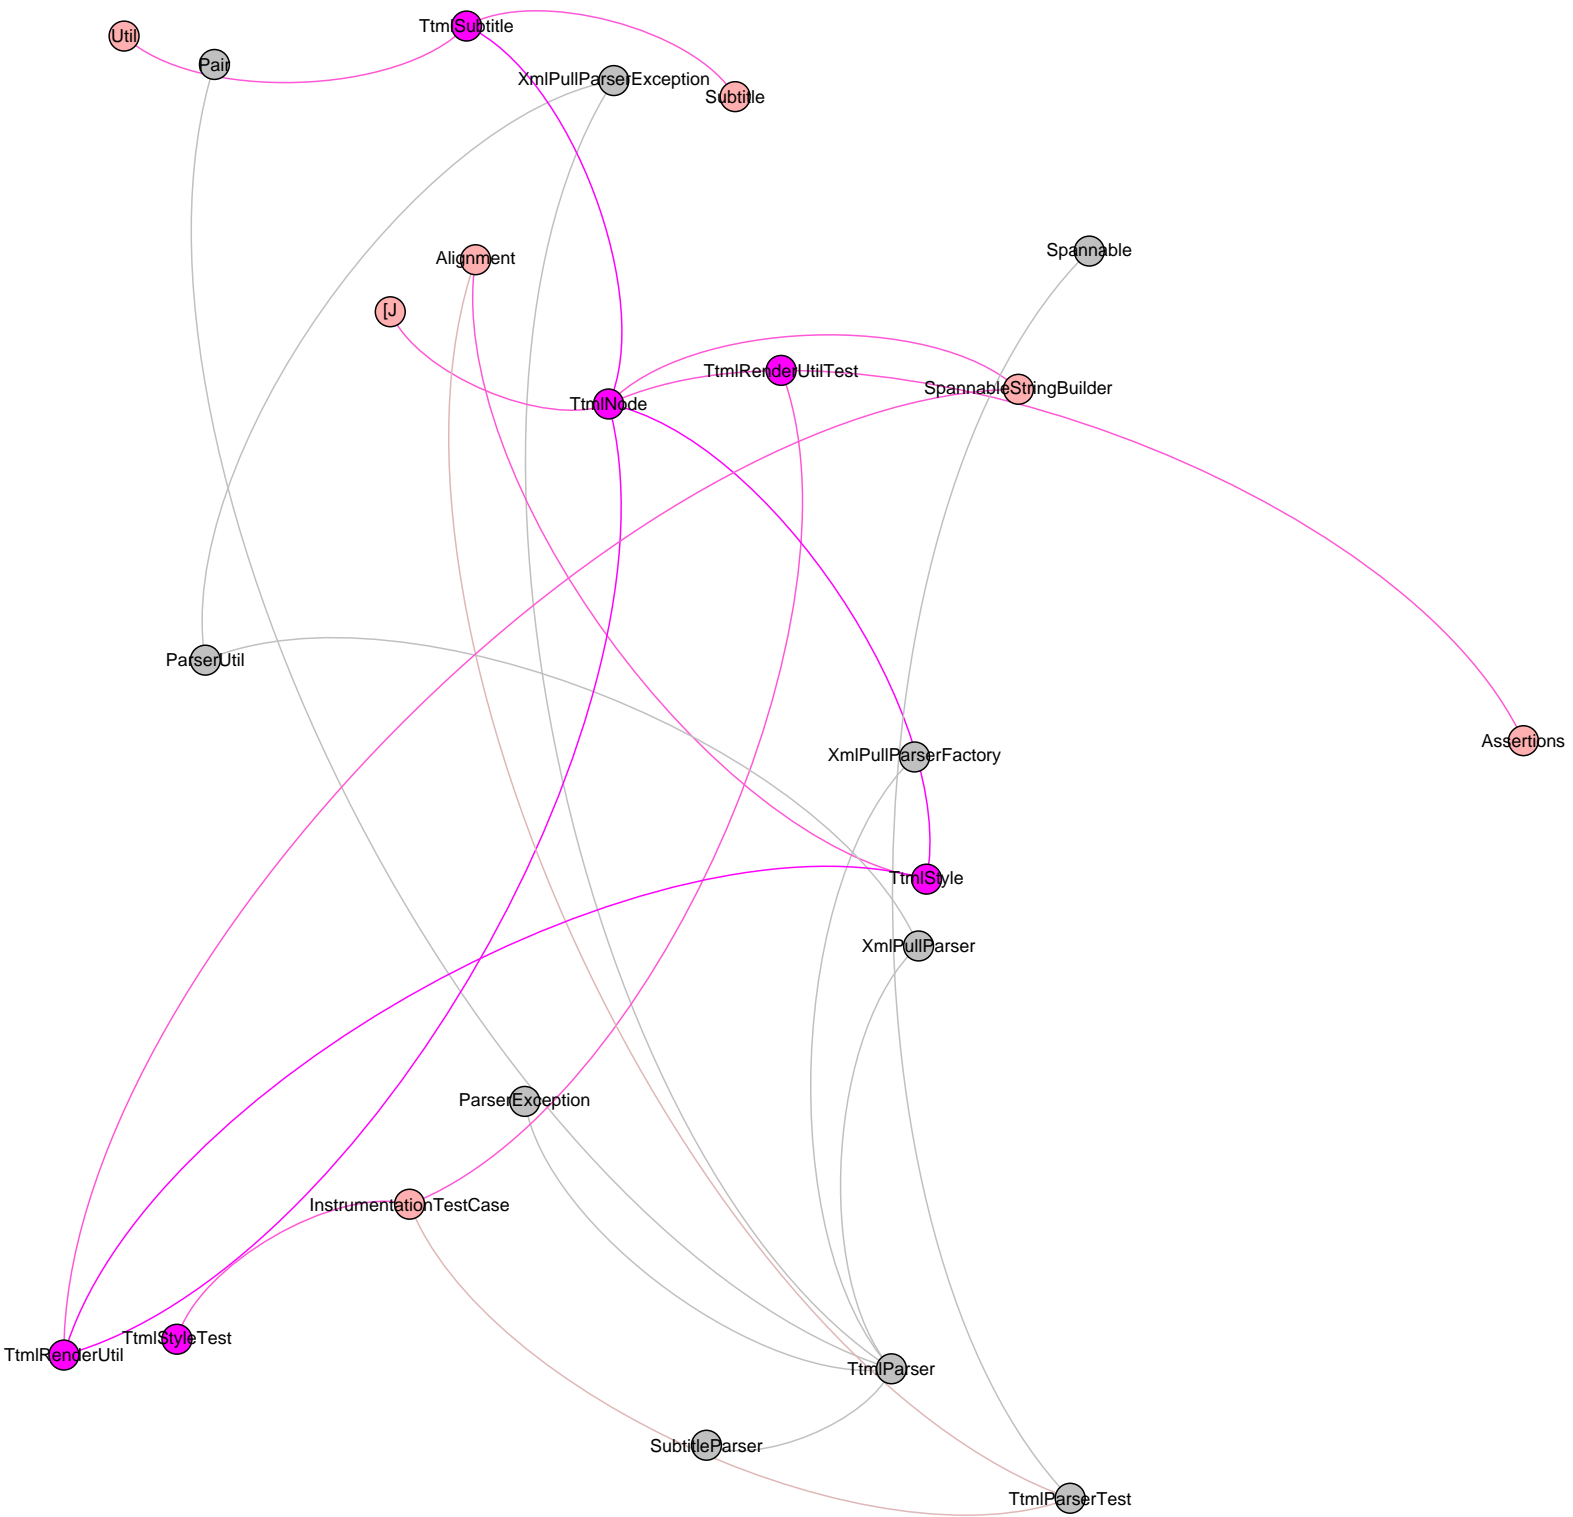 TtmlSubtitle
Util
Pair
XmlPullParserException
Subtitle
Alignment
Spannable
[J
TtmlRenderUtilTest
SpannableStringBuilder
TtmlNode
ParserUtil
Assertions
XmlPullParserFactory
TtmlStyle
XmlPullParser
ParserException
InstrumentationTestCase
TtmlStyleTest
TtmlRenderUtil
TtmlParser
SubtitleParser
TtmlParserTest